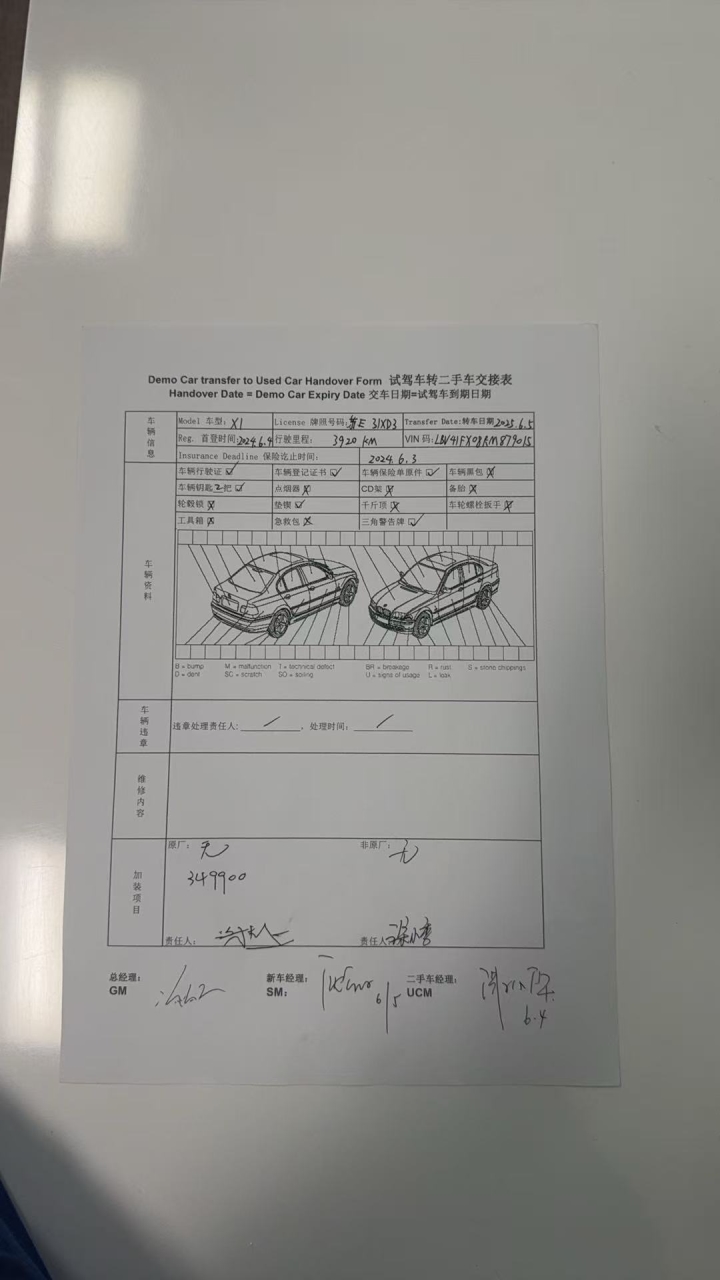 Demo Car transfer to Used Car Handover Form 试驾车转二手车交接表
Handover Date = Demo Car Expiry Date 交车日期=试驾车到期日期
车辆信息
Model 车型: X1 License 牌照号码: E 31XD3 Transfer Date:转车日期 2025.6.5
Reg. 首登时间: 2024.6.4 行驶里程: 3920 KM VIN 码: LBV41FX08RM879015
Insurance Deadline 保险讫止时间: 2024.6.3
车辆资料
车辆行驶证 ☑ 车辆登记证书 ☑ 车辆保险单原件 ☑ 车辆票包 ☒
车辆钥匙 2 把 ☑ 点烟器 ☒ CD架 ☒ 备胎 ☒
轮毂锁 ☒ 垫锲 ☑ 千斤顶 ☒ 车轮螺栓扳手 ☒
工具箱 ☒ 急救包 ☒ 三角警告牌 ☑
B = bump M = malfunction T = technical defect BR = breakage R = rust S = stone chippings
D = dent SC = scratch SO = soiling U = signs of usage L = leak
车辆违章
违章处理责任人: / 、处理时间: /
维修内容
加装项目
原厂: 无 非原厂: 无
349900
责任人: 责任人
总经理: 新车经理: 二手车经理:
GM SM: UCM
6/5
6.4